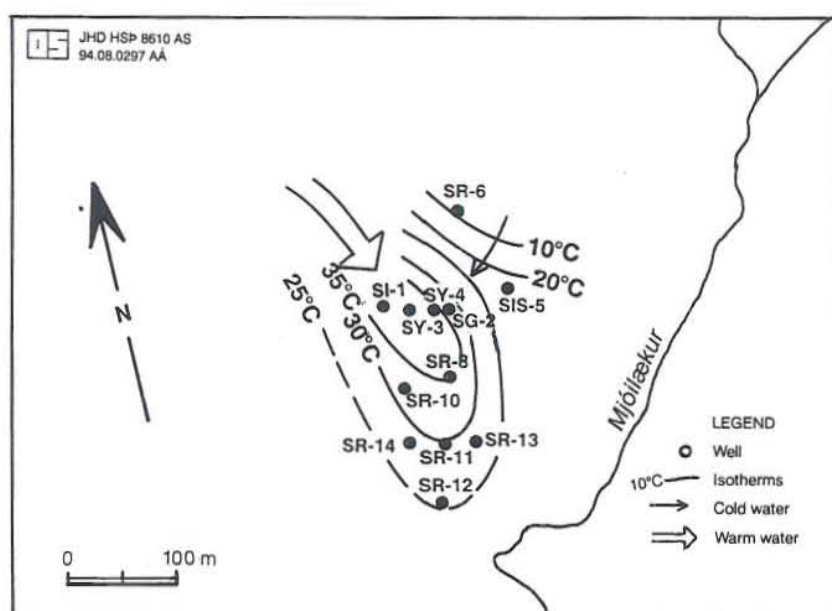 JHD HSÞ 8610 AS
94.08.0297 AÁ
N
SR-6
10°C
20°C
SIS-5
35°C
25°C
30°C
SI-1
SY-4
SY-3
SG-2
SR-8
SR-10
SR-14
SR-11
SR-13
SR-12
Mjóilækur
LEGEND
Well
10°C Isotherms
Cold water
Warm water
0 100 m